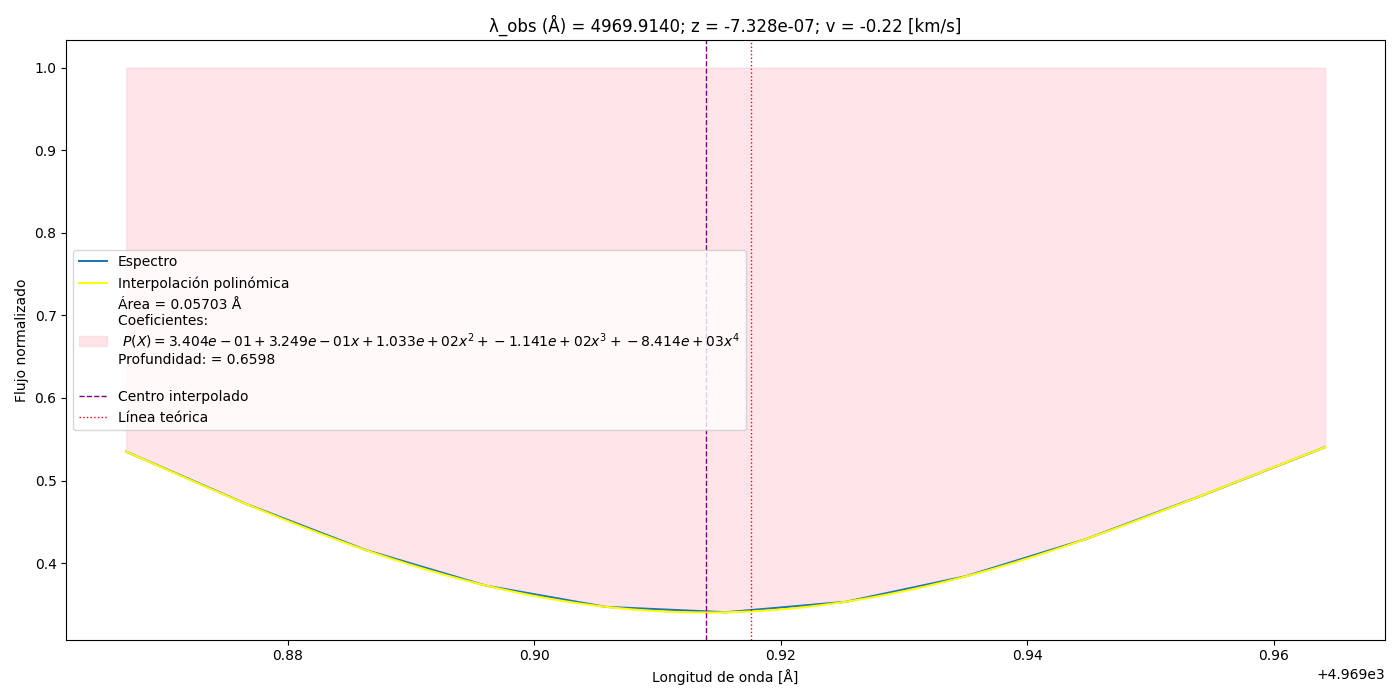 λ_obs (Å) = 4969.9140; z = -7.328e-07; v = -0.22 [km/s]
Flujo normalizado
1.0
0.9
0.8
0.7
0.6
0.5
0.4
Espectro
Interpolación polinómica
Área = 0.05703 Å
Coeficientes:
P(X) = 3.404e − 01 + 3.249e − 01x + 1.033e + 02x² + − 1.141e + 02x³ + − 8.414e + 03x⁴
Profundidad: = 0.6598
Centro interpolado
Línea teórica
0.88 0.90 0.92 0.94 0.96
+4.969e3
Longitud de onda [Å]